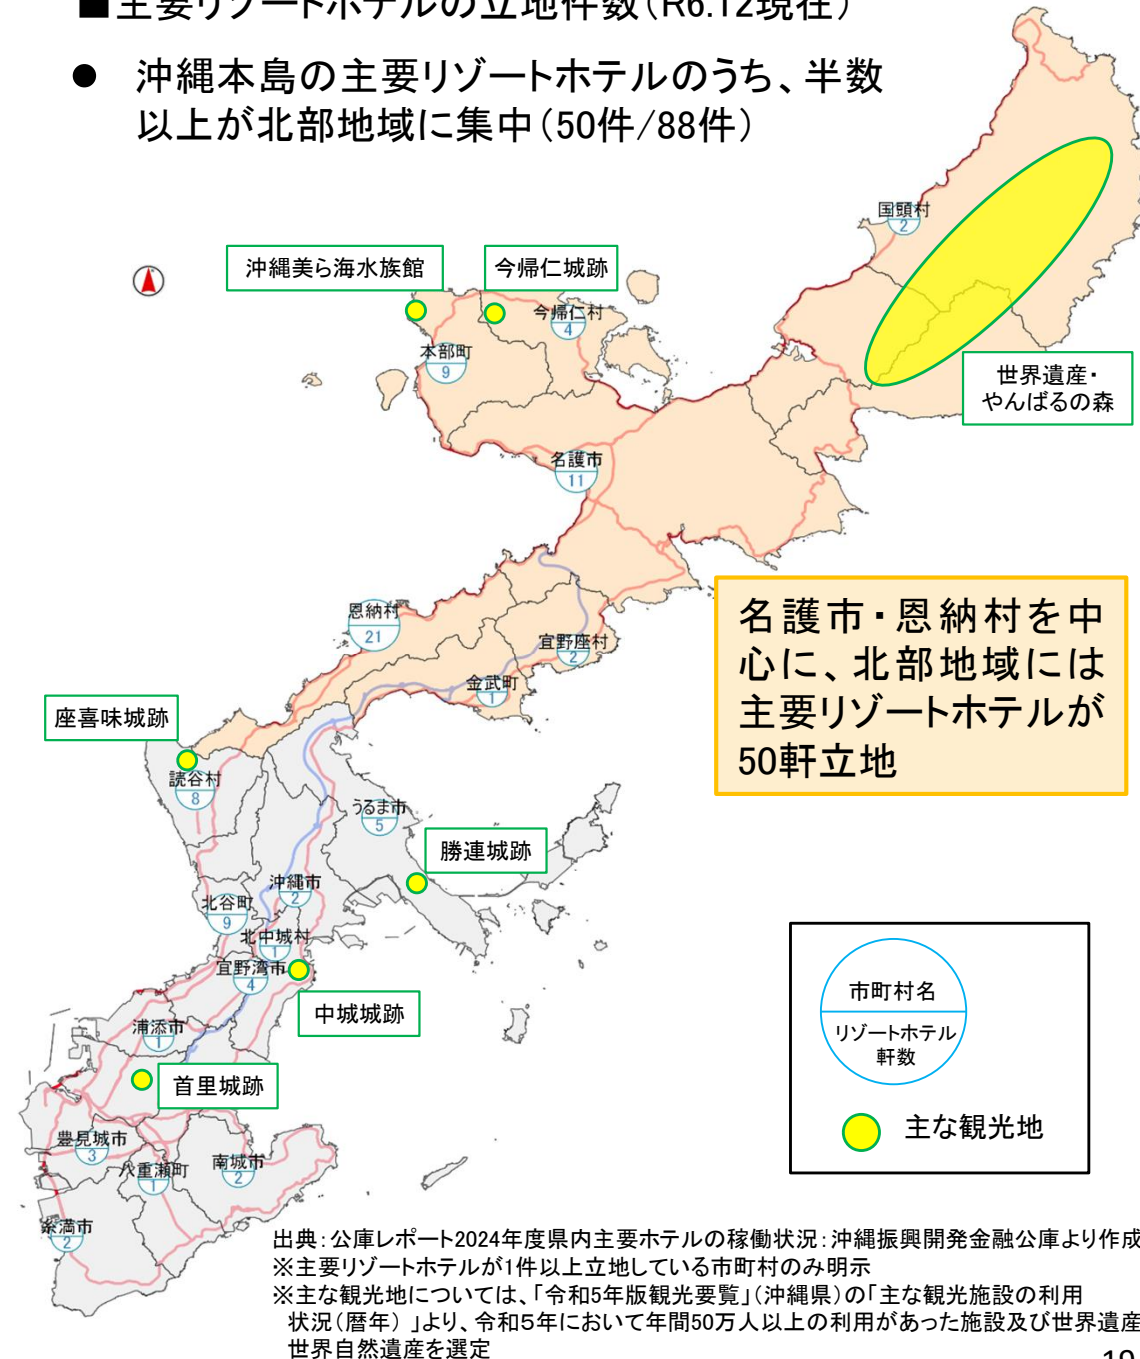 ■主要リゾートホテルの立地件数（R6.12現在）
● 沖縄本島の主要リゾートホテルのうち、半数
以上が北部地域に集中（50件/88件）
国頭村
2
沖縄美ら海水族館
今帰仁城跡
今帰仁村
4
本部町
9
世界遺産・
やんばるの森
名護市
11
恩納村
21
宜野座村
2
金武町
1
名護市・恩納村を中
心に、北部地域には
主要リゾートホテルが
50軒立地
座喜味城跡
読谷村
8
うるま市
5
勝連城跡
沖縄市
2
北谷町
9
北中城村
1
宜野湾市
4
中城城跡
浦添市
1
首里城跡
豊見城市
3
八重瀬町
1
南城市
2
糸満市
2
市町村名
リゾートホテル
軒数
主な観光地
出典：公庫レポート2024年度県内主要ホテルの稼働状況：沖縄振興開発金融公庫より作成
※主要リゾートホテルが1件以上立地している市町村のみ明示
※主な観光地については、「令和5年版観光要覧」（沖縄県）の「主な観光施設の利用
状況（暦年）」より、令和5年において年間50万人以上の利用があった施設及び世界遺産
世界自然遺産を選定
19